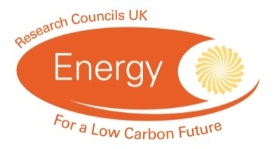 Research Councils UK
Energy
For a Low Carbon Future